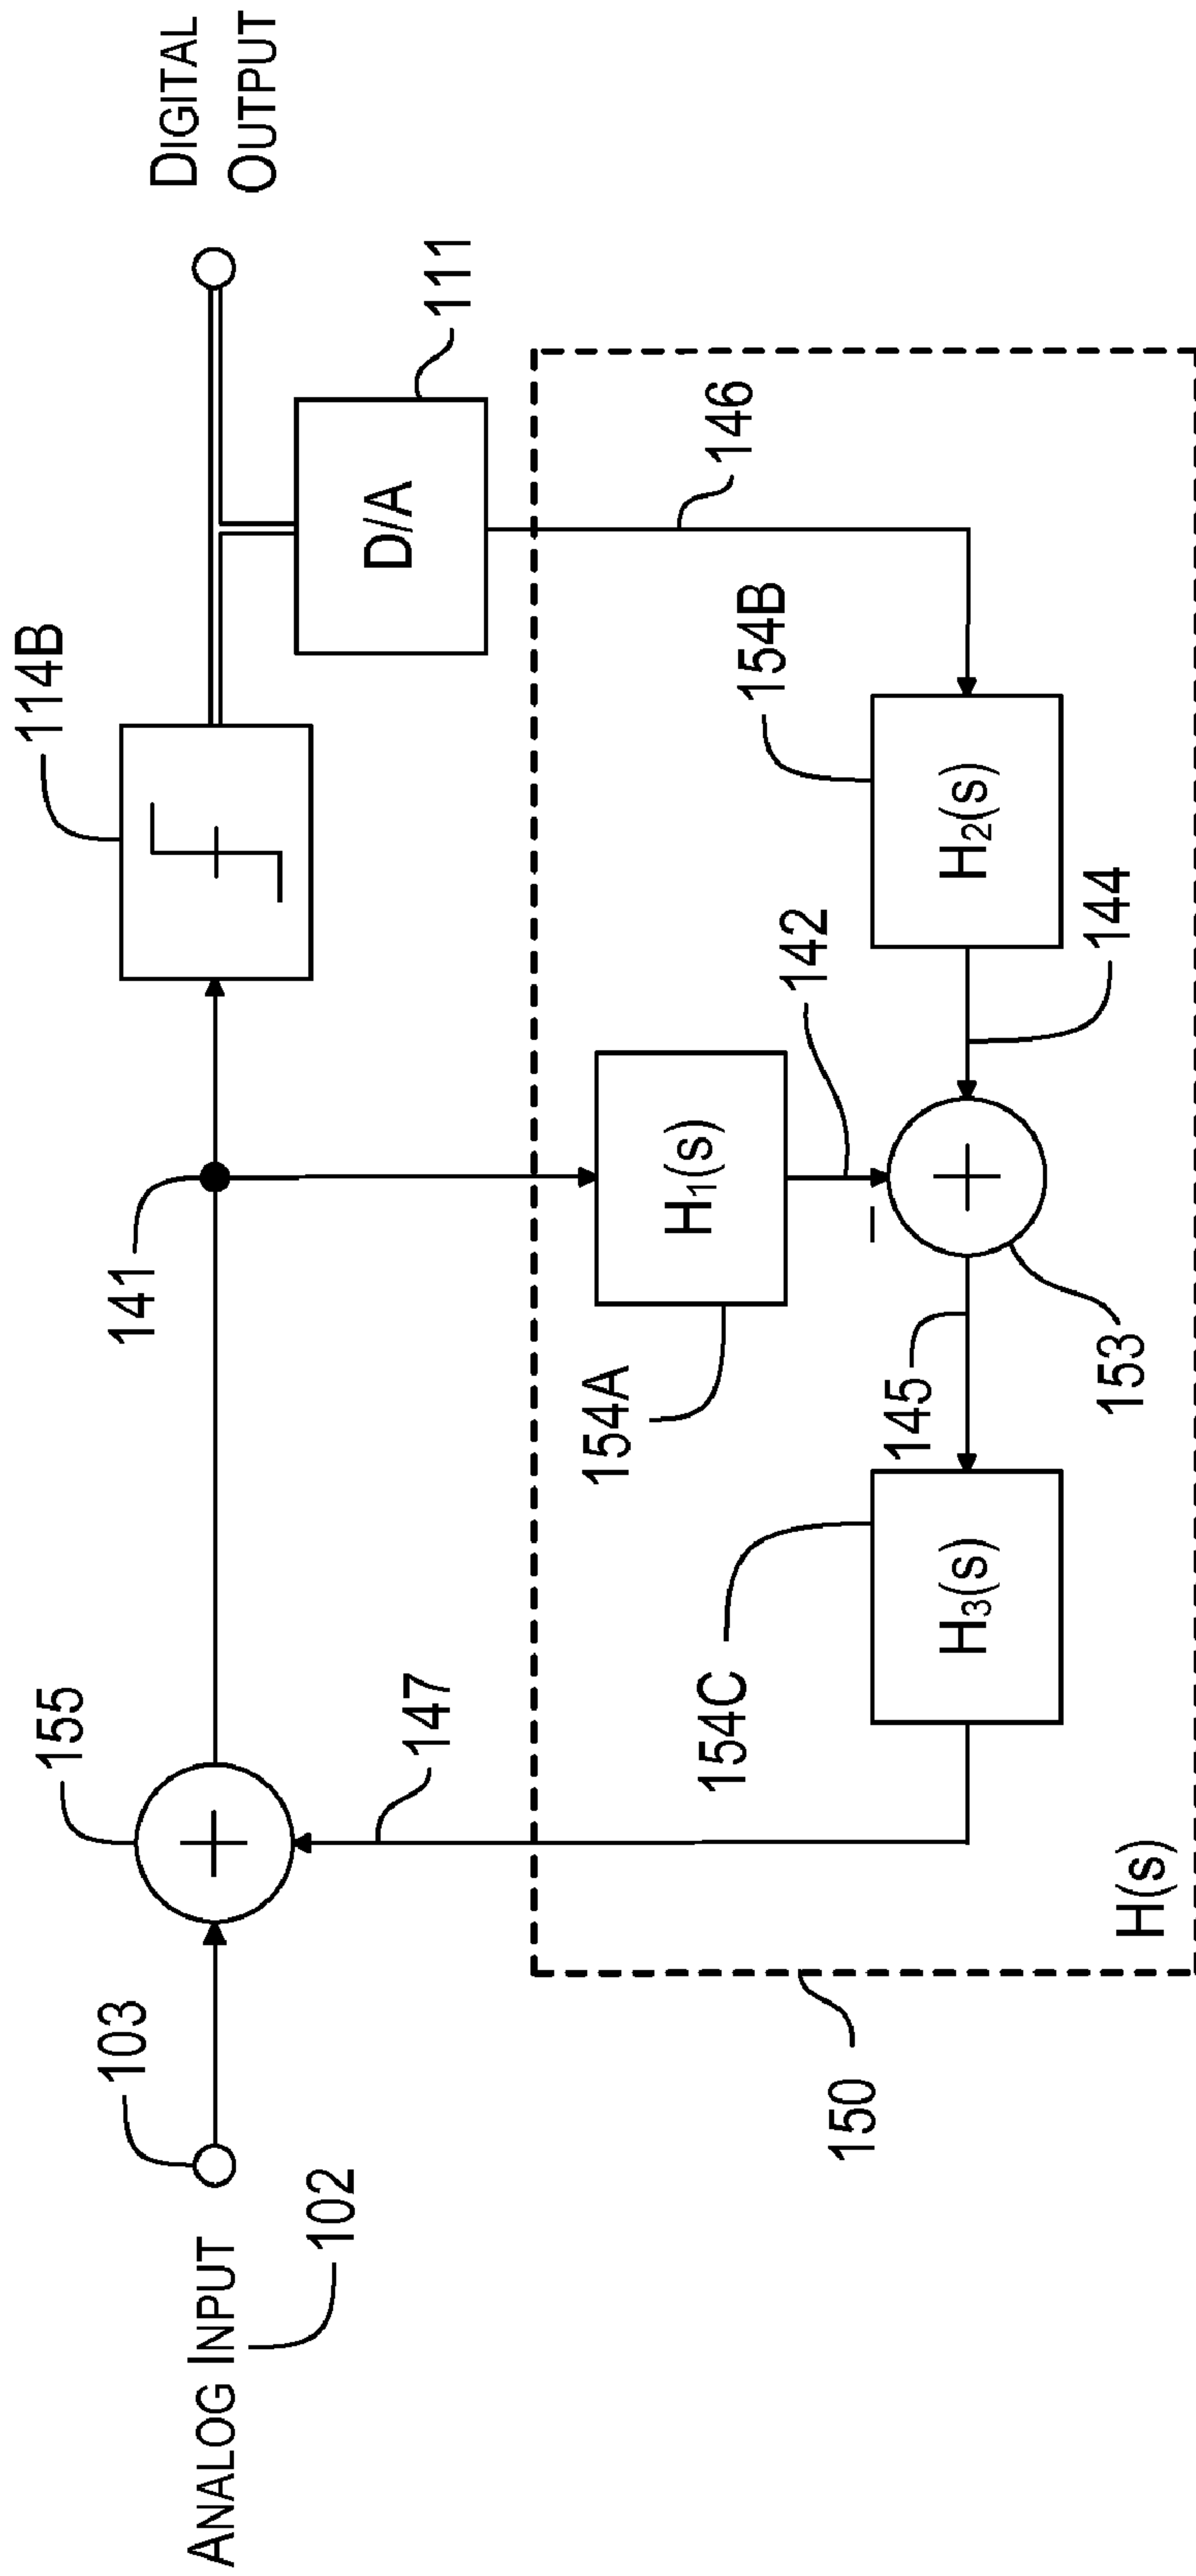 ANALOG INPUT
102
103
155
141
114B
DIGITAL
OUTPUT
D/A
111
147
154A
H₁(s)
142
154B
146
154C
H₃(s)
145
153
144
H₂(s)
H(s)
150